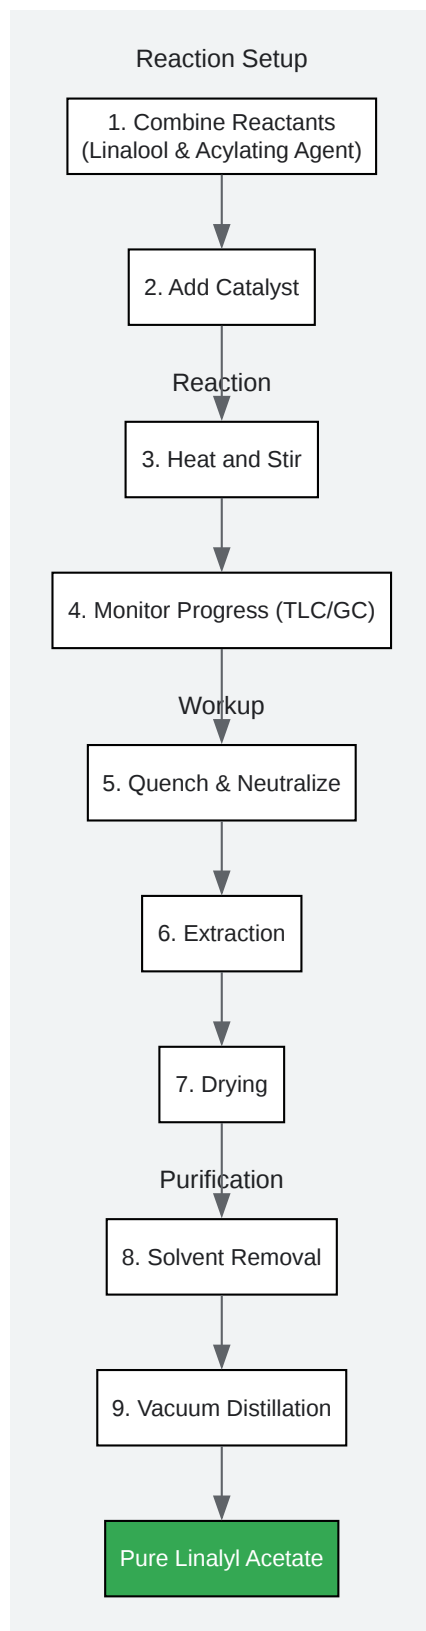 Reaction Setup
1. Combine Reactants
(Linalool & Acylating Agent)
2. Add Catalyst
Reaction
3. Heat and Stir
4. Monitor Progress (TLC/GC)
Workup
5. Quench & Neutralize
6. Extraction
7. Drying
Purification
8. Solvent Removal
9. Vacuum Distillation
Pure Linalyl Acetate